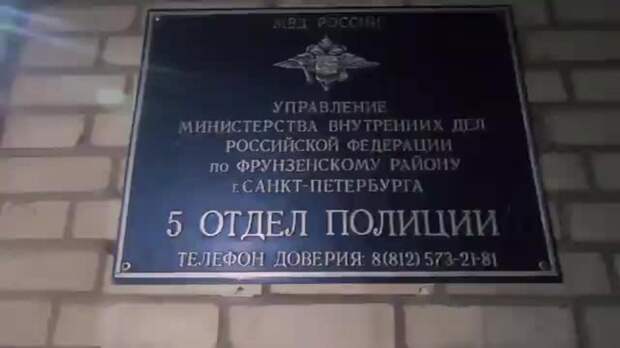 МВД РОССИИ
УПРАВЛЕНИЕ
МИНИСТЕРСТВА ВНУТРЕННИХ ДЕЛ
РОССИЙСКОЙ ФЕДЕРАЦИИ
ПО ФРУНЗЕНСКОМУ РАЙОНУ
г. САНКТ-ПЕТЕРБУРГА
5 ОТДЕЛ ПОЛИЦИИ
ТЕЛЕФОН ДОВЕРИЯ: 8(812) 573-21-81